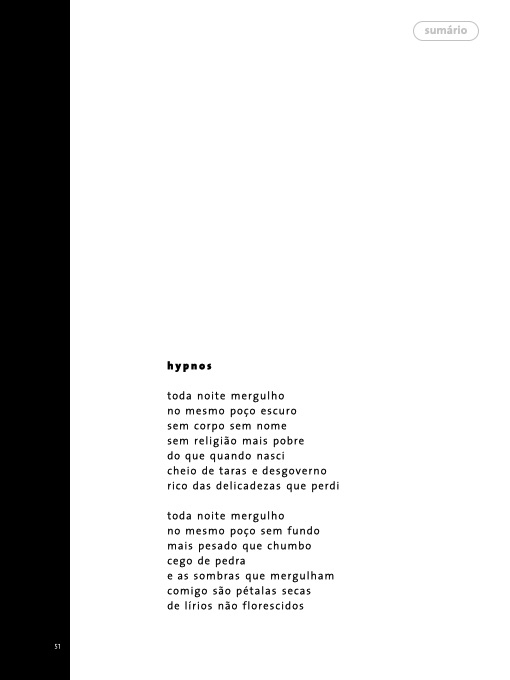 sumário
hypnos
toda noite mergulho
no mesmo poço escuro
sem corpo sem nome
sem religião mais pobre
do que quando nasci
cheio de taras e desgoverno
rico das delicadezas que perdi
toda noite mergulho
no mesmo poço sem fundo
mais pesado que chumbo
cego de pedra
e as sombras que mergulham
comigo são pétalas secas
de lírios não florescidos
51